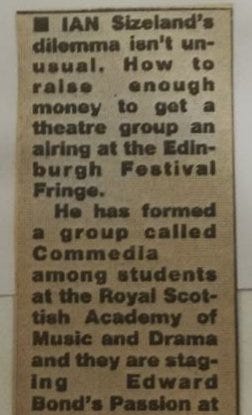 ■ IAN Sizeland's
dilemma isn't un-
usual. How to
raise enough
money to get a
theatre group an
airing at the Edin-
burgh Festival
Fringe.
He has formed
a group called
Commedia
among students
at the Royal Scot-
tish Academy of
Music and Drama
and they are stag-
ing Edward
Bond's Passion at